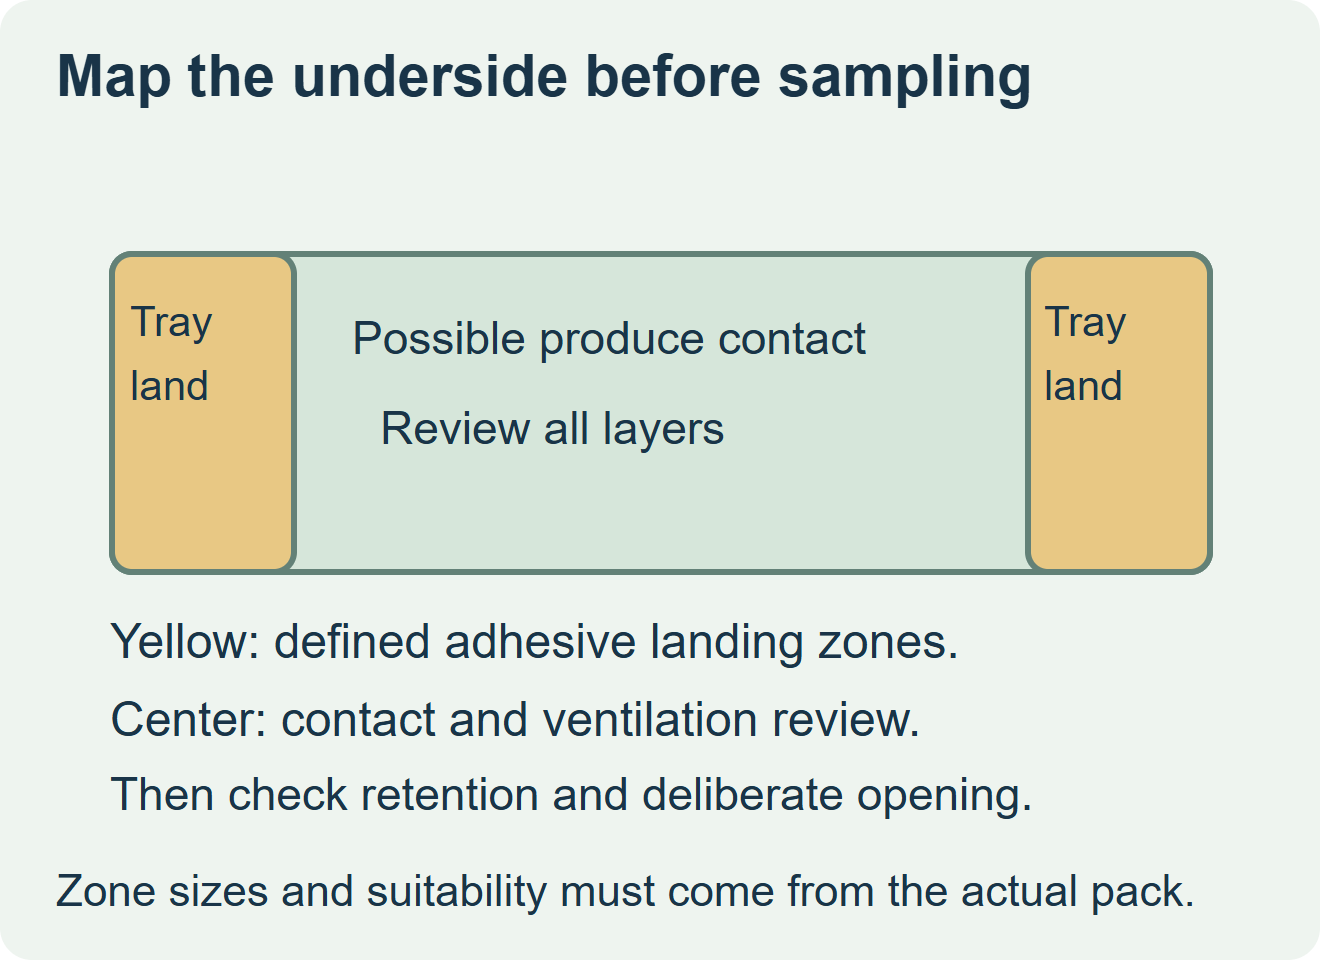 Map the underside before sampling
Tray
land
Possible produce contact
Review all layers
Tray
land
Yellow: defined adhesive landing zones.
Center: contact and ventilation review.
Then check retention and deliberate opening.
Zone sizes and suitability must come from the actual pack.